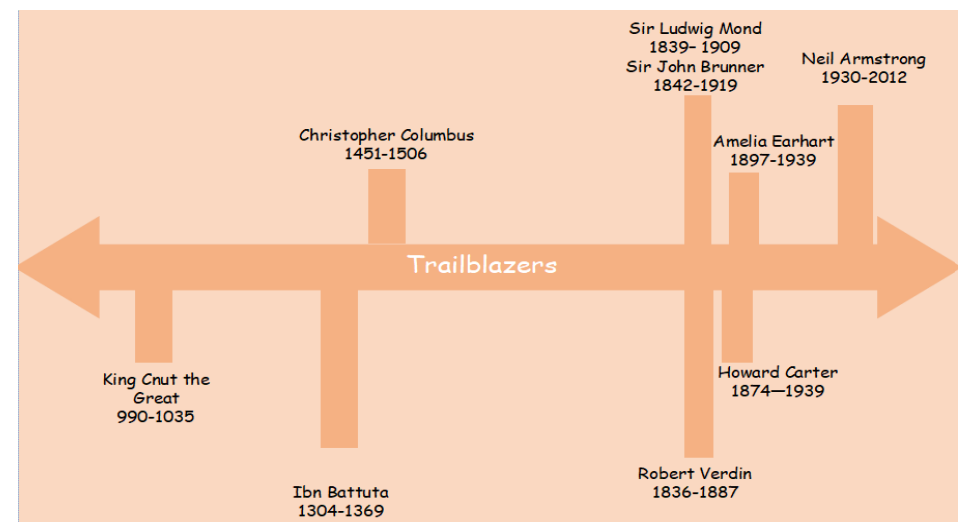 Sir Ludwig Mond
1839– 1909
Sir John Brunner
1842-1919
Neil Armstrong
1930-2012
Christopher Columbus
1451-1506
Amelia Earhart
1897-1939
Trailblazers
King Cnut the
Great
990-1035
Howard Carter
1874—1939
Ibn Battuta
1304-1369
Robert Verdin
1836-1887